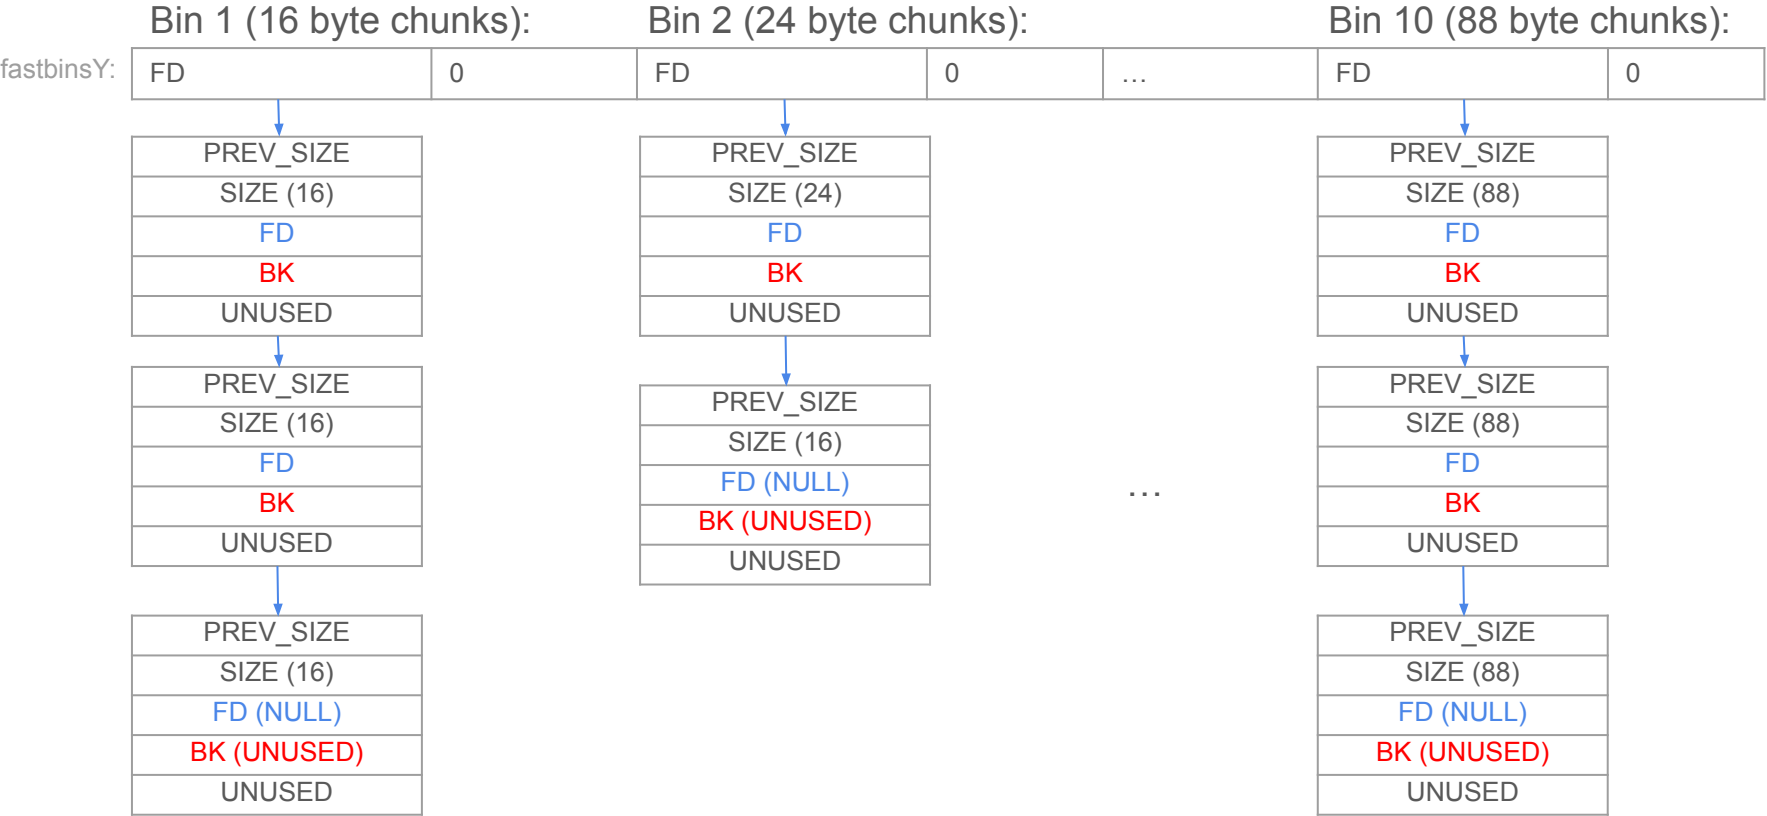 Bin 1 (16 byte chunks): Bin 2 (24 byte chunks): Bin 10 (88 byte chunks):
fastbinsY: FD 0 FD 0 ... FD 0
PREV_SIZE PREV_SIZE PREV_SIZE
SIZE (16) SIZE (24) SIZE (88)
FD FD FD
BK BK BK
UNUSED UNUSED UNUSED
PREV_SIZE PREV_SIZE
PREV_SIZE
SIZE (16) SIZE (88)
SIZE (16)
FD FD
FD (NULL)
...
BK BK
BK (UNUSED)
UNUSED UNUSED
UNUSED
PREV_SIZE PREV_SIZE
SIZE (16) SIZE (88)
FD (NULL) FD (NULL)
BK (UNUSED) BK (UNUSED)
UNUSED UNUSED